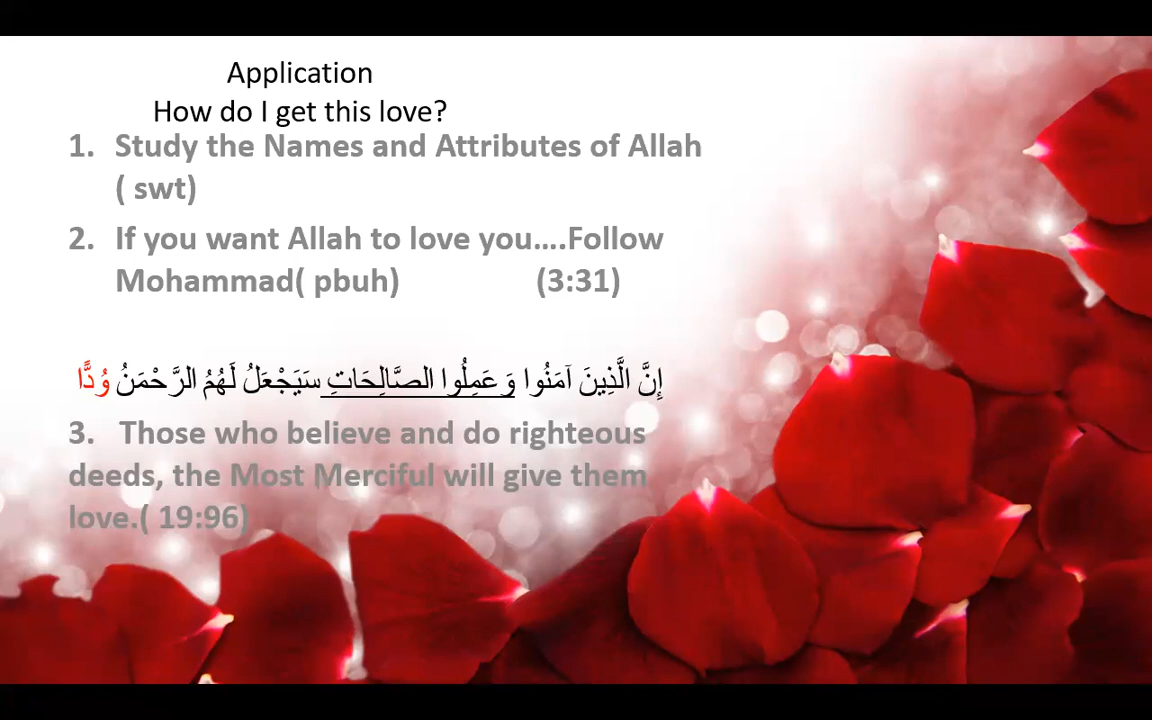 Application
How do I get this love?
1. Study the Names and Attributes of Allah
( swt)
2. If you want Allah to love you....Follow
Mohammad( pbuh) (3:31)
إِنَّ الَّذِينَ آمَنُوا وَعَمِلُوا الصَّالِحَاتِ سَيَجْعَلُ لَهُمُ الرَّحْمَنُ وُدًّا
3. Those who believe and do righteous
deeds, the Most Merciful will give them
love.( 19:96)